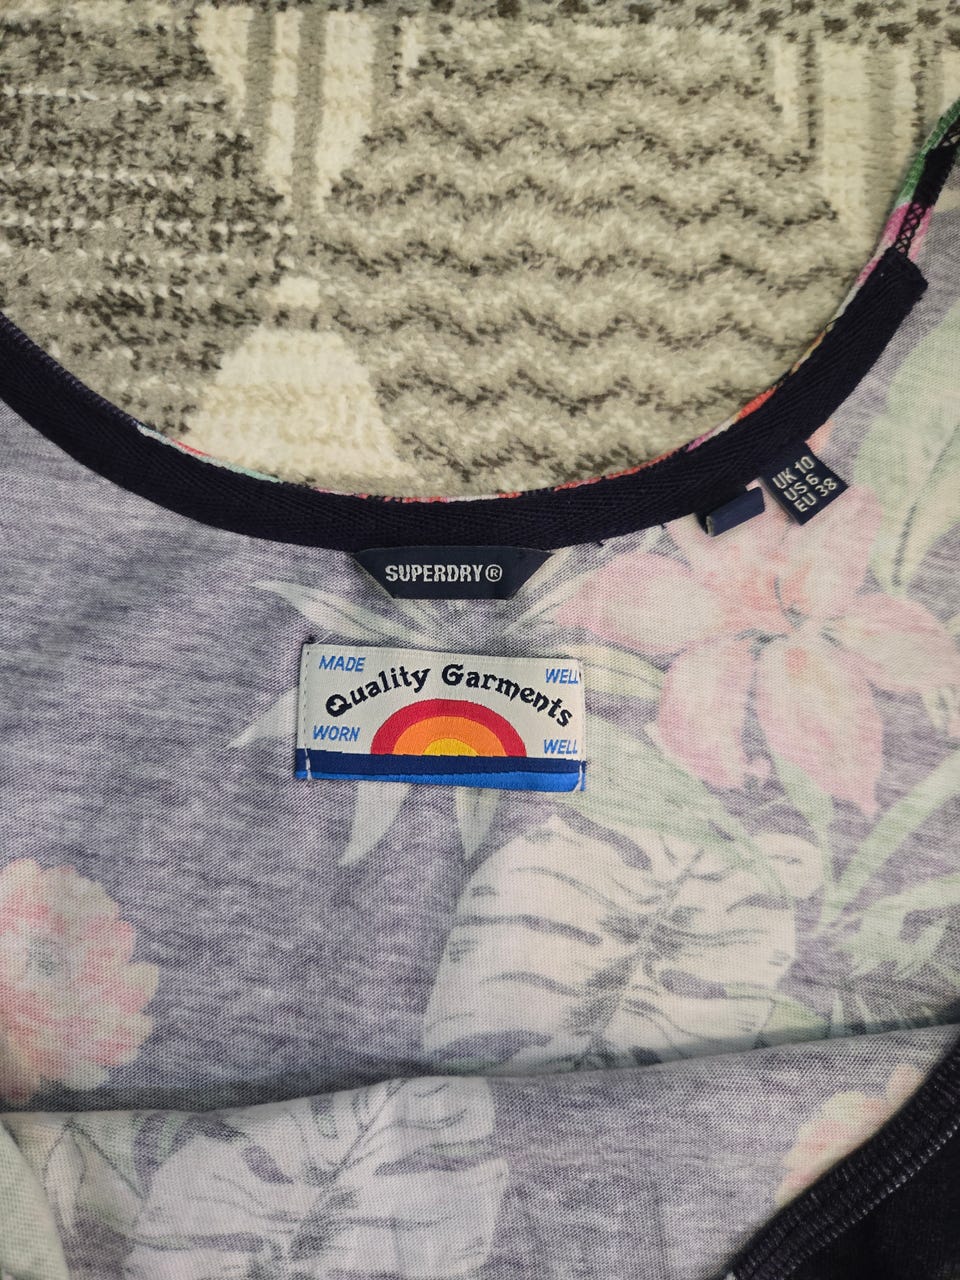 UK 10
US 6
EU 38
SUPERDRY®
MADE WELL
Quality Garments
WORN WELL